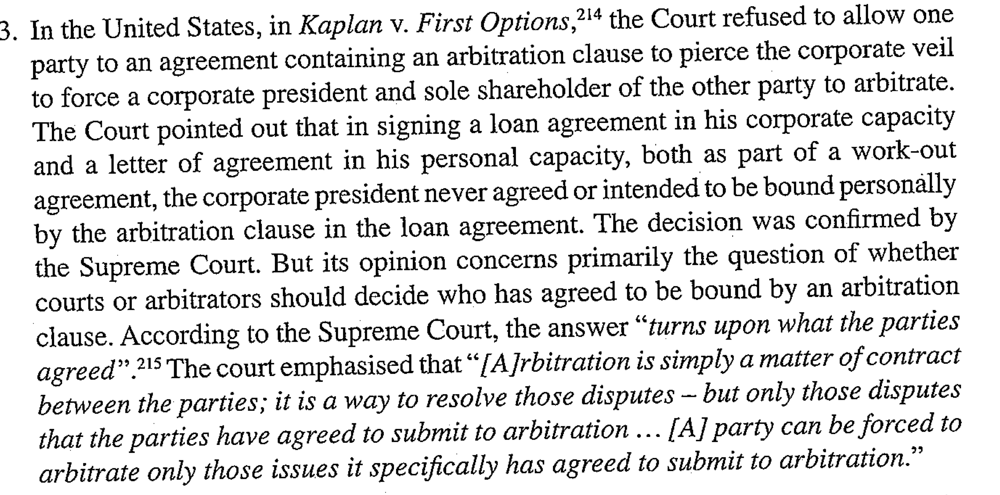 3. In the United States, in Kaplan v. First Options,214 the Court refused to allow one
party to an agreement containing an arbitration clause to pierce the corporate veil
to force a corporate president and sole shareholder of the other party to arbitrate.
The Court pointed out that in signing a loan agreement in his corporate capacity
and a letter of agreement in his personal capacity, both as part of a work-out
agreement, the corporate president never agreed or intended to be bound personally
by the arbitration clause in the loan agreement. The decision was confirmed by
the Supreme Court. But its opinion concerns primarily the question of whether
courts or arbitrators should decide who has agreed to be bound by an arbitration
clause. According to the Supreme Court, the answer “turns upon what the parties
agreed”.215 The court emphasised that “[A]rbitration is simply a matter of contract
between the parties; it is a way to resolve those disputes – but only those disputes
that the parties have agreed to submit to arbitration ... [A] party can be forced to
arbitrate only those issues it specifically has agreed to submit to arbitration.”